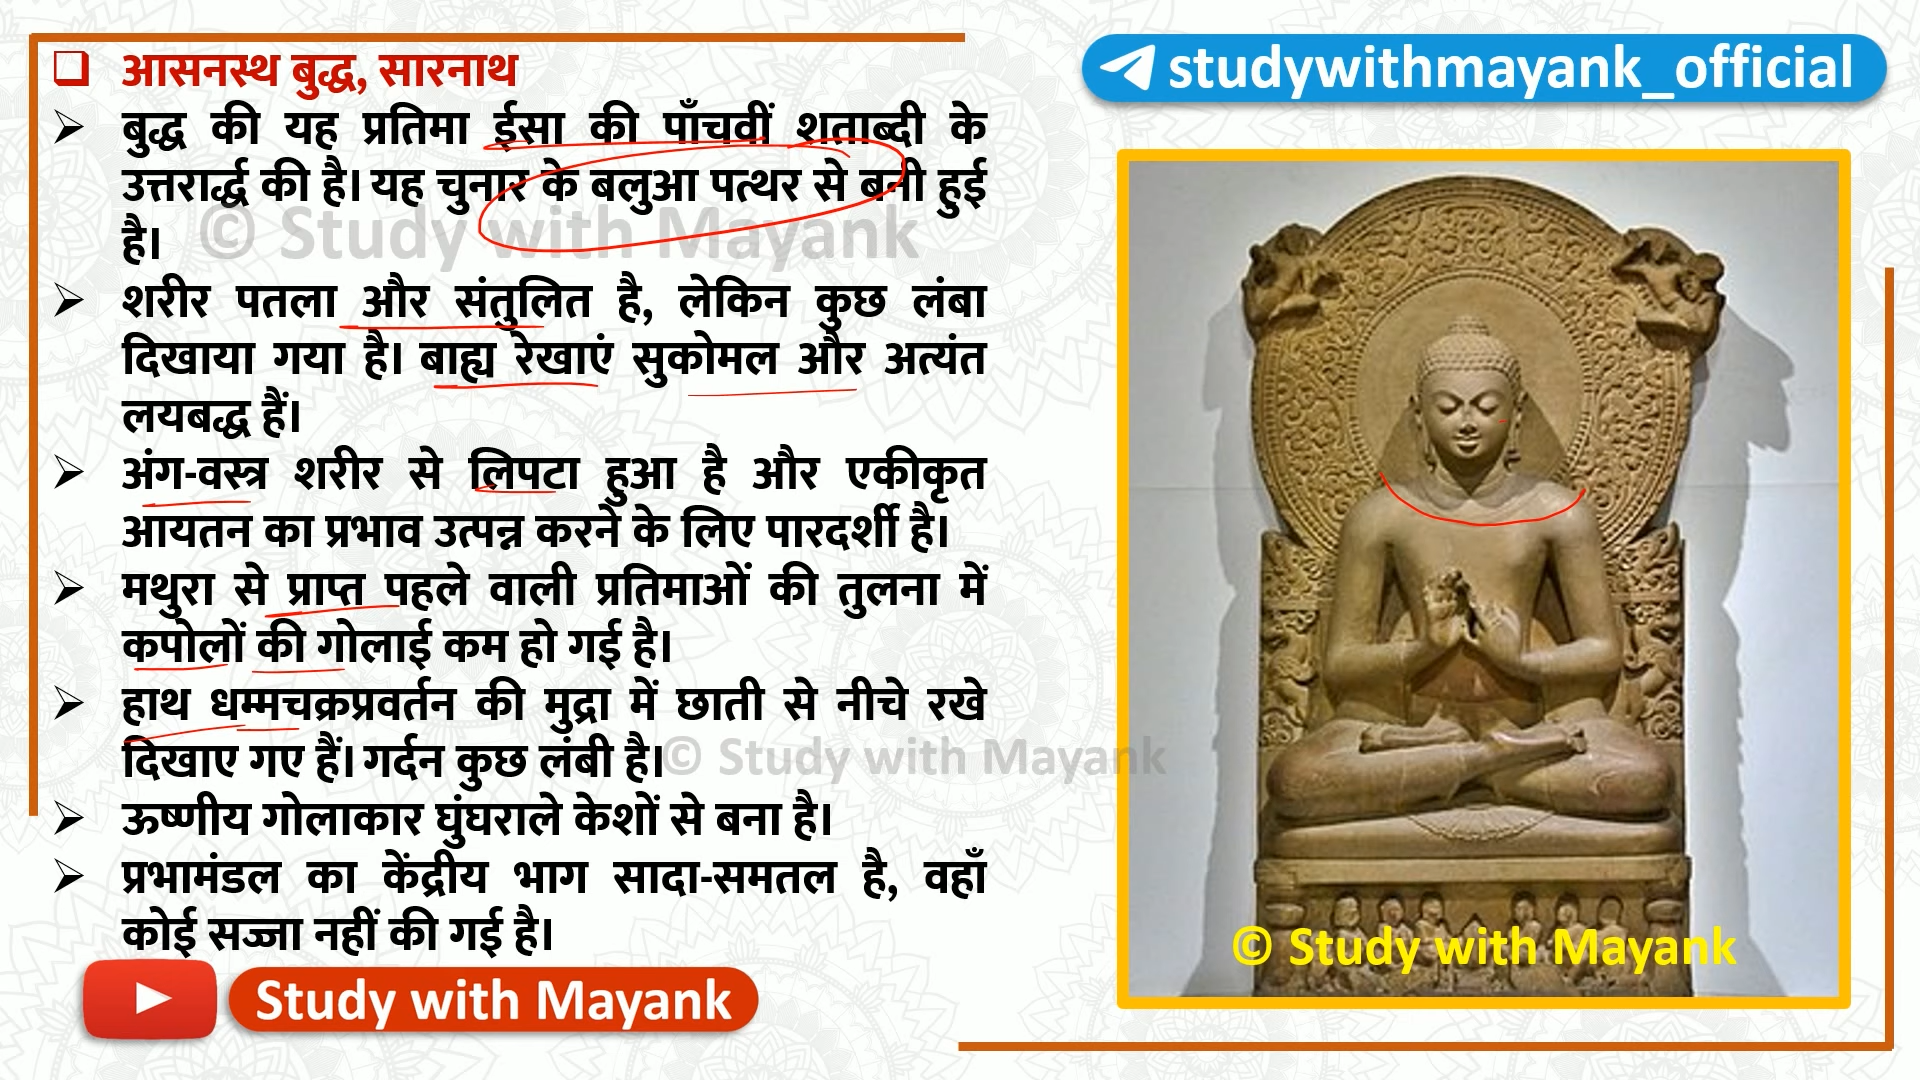 आसनस्थ बुद्ध, सारनाथ
बुद्ध की यह प्रतिमा ईसा की पाँचवीं शताब्दी के
उत्तरार्द्ध की है। यह चुनार के बलुआ पत्थर से बनी हुई
है।
शरीर पतला और संतुलित है, लेकिन कुछ लंबा
दिखाया गया है। बाह्य रेखाएं सुकोमल और अत्यंत
लयबद्ध हैं।
अंग-वस्त्र शरीर से लिपटा हुआ है और एकीकृत
आयतन का प्रभाव उत्पन्न करने के लिए पारदर्शी है।
मथुरा से प्राप्त पहले वाली प्रतिमाओं की तुलना में
कपोलों की गोलाई कम हो गई है।
हाथ धम्मचक्रप्रवर्तन की मुद्रा में छाती से नीचे रखे
दिखाए गए हैं। गर्दन कुछ लंबी है।
ऊष्णीय गोलाकार घुंघराले केशों से बना है।
प्रभामंडल का केंद्रीय भाग सादा-समतल है, वहाँ
कोई सज्जा नहीं की गई है।
Study with Mayank
studywithmayank_official
© Study with Mayank
© Study with Mayank
© Study with Mayank